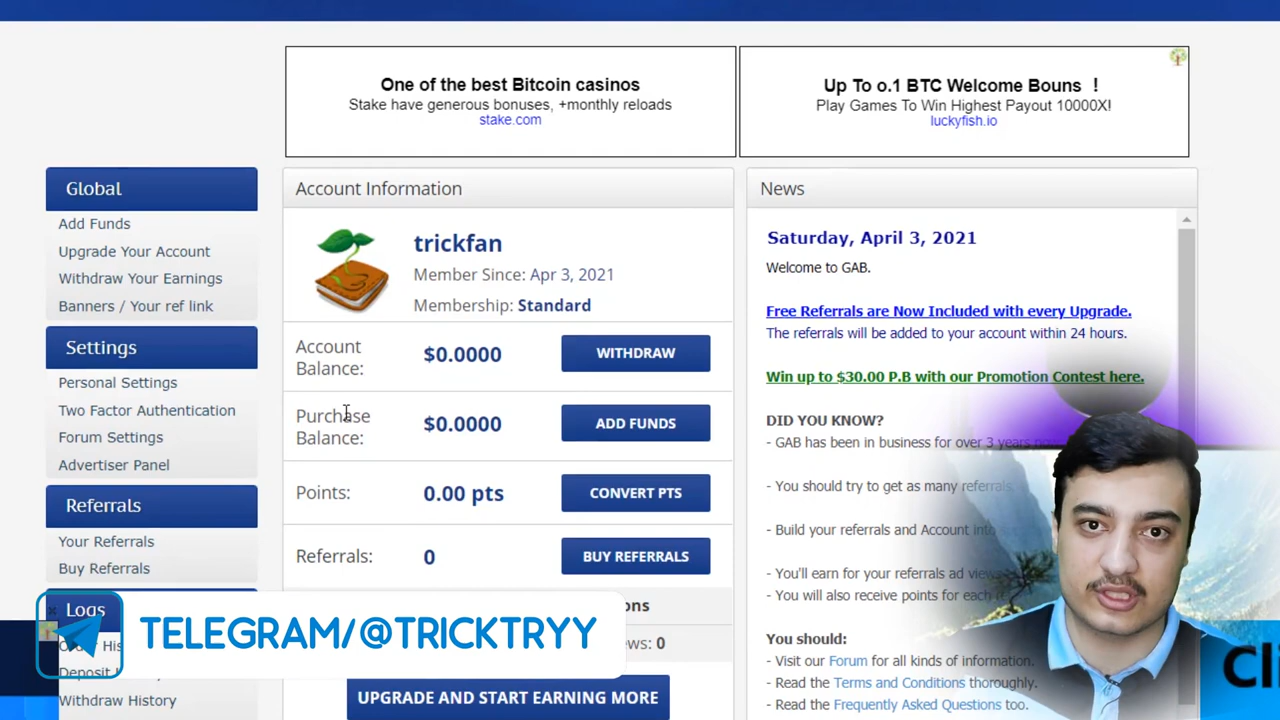 One of the best Bitcoin casinos
Stake have generous bonuses, +monthly reloads
stake.com
Up To o.1 BTC Welcome Bouns !
Play Games To Win Highest Payout 10000X!
luckyfish.io
Global
Add Funds
Upgrade Your Account
Withdraw Your Earnings
Banners / Your ref link
Settings
Personal Settings
Two Factor Authentication
Forum Settings
Advertiser Panel
Referrals
Your Referrals
Buy Referrals
Logs
Deposit
Withdraw History
Account Information
trickfan
Member Since: Apr 3, 2021
Membership: Standard
Account
Balance:
$0.0000
WITHDRAW
Purchase
Balance:
$0.0000
ADD FUNDS
Points:
0.00 pts
CONVERT PTS
Referrals:
0
BUY REFERRALS
0
UPGRADE AND START EARNING MORE
News
Saturday, April 3, 2021
Welcome to GAB.
Free Referrals are Now Included with every Upgrade.
The referrals will be added to your account within 24 hours.
Win up to $30.00 P.B with our Promotion Contest here.
DID YOU KNOW?
- GAB has been in business for over 3 years
- You should try to get as many referrals
- Build your referrals and Account
- You'll earn for your referrals ad
- You will also receive points for
You should:
- Visit our Forum for all kinds of information.
- Read the Terms and Conditions thoroughly.
- Read the Frequently Asked Questions too.
TELEGRAM/@TRICKTRYY